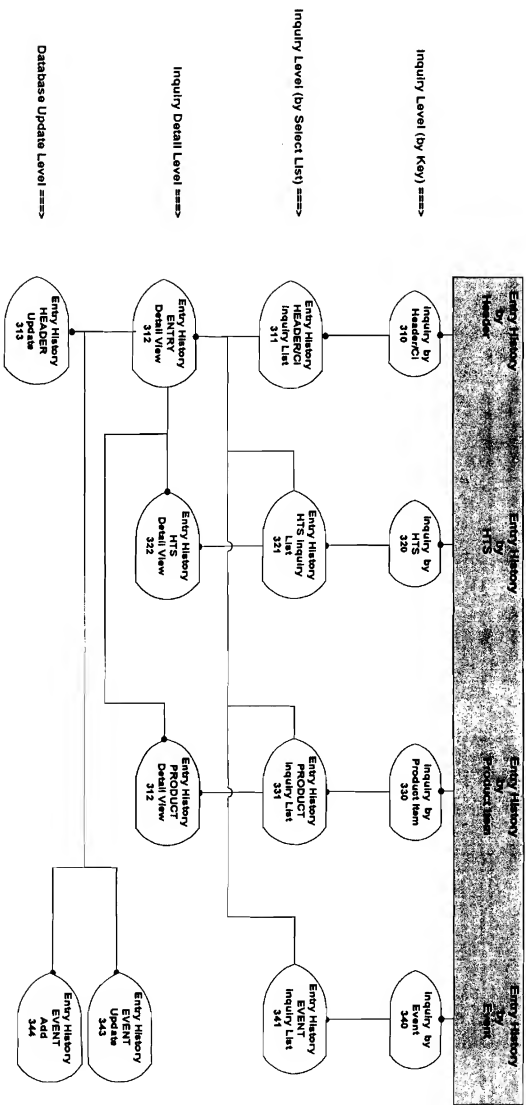 Entry History
by
Header
Entry History
by
HTS
Entry History
by
Product Item
Entry History
by
Event
Inquiry Level (by Key) ===>
Inquiry by
Header/CI
310
Inquiry by
HTS
320
Inquiry by
Product Item
330
Inquiry by
Event
340
Inquiry Level (by Select List) ===>
Entry History
HEADER/CI
Inquiry List
311
Entry History
HTS Inquiry
List
321
Entry History
PRODUCT
Inquiry List
331
Entry History
EVENT
Inquiry List
341
Inquiry Detail Level ===>
Entry History
ENTRY
Detail View
312
Entry History
HTS
Detail View
322
Entry History
PRODUCT
Detail View
312
Database Update Level ===>
Entry History
HEADER
Update
313
Entry History
EVENT
Update
343
Entry History
EVENT
Add
344